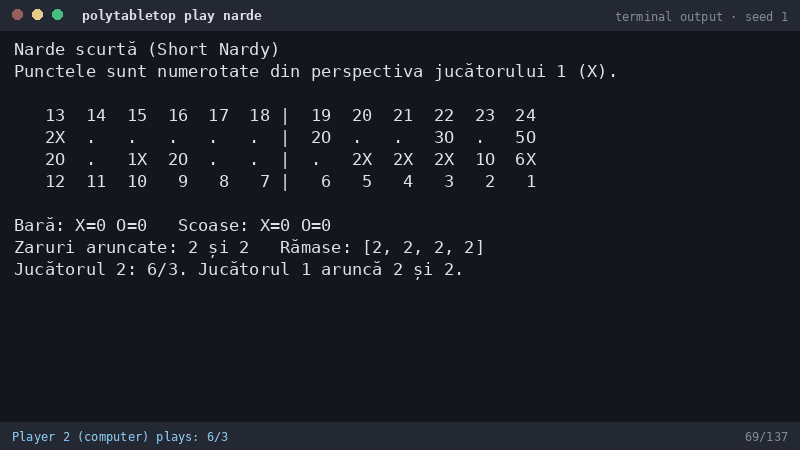 polytabletop play narde
terminal output · seed 1
Narde scurtă (Short Nardy)
Punctele sunt numerotate din perspectiva jucătorului 1 (X).
13 14 15 16 17 18 | 19 20 21 22 23 24
2X . . . . . | 2O . . 3O . 5O
2O . 1X 2O . . | . 2X 2X 2X 1O 6X
12 11 10 9 8 7 | 6 5 4 3 2 1
Bară: X=0 O=0 Scoase: X=0 O=0
Zaruri aruncate: 2 și 2 Rămase: [2, 2, 2, 2]
Jucătorul 2: 6/3. Jucătorul 1 aruncă 2 și 2.
Player 2 (computer) plays: 6/3
69/137